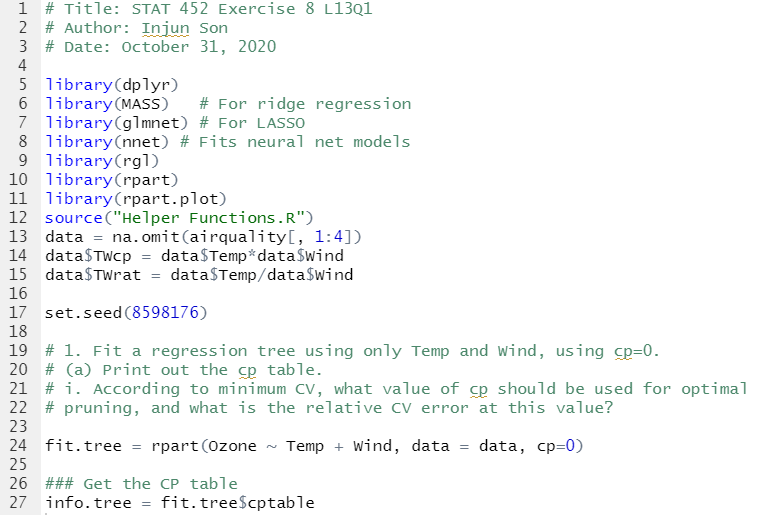 1 # Title: STAT 452 Exercise 8 L13Q1
2 # Author: Injun Son
3 # Date: October 31, 2020
4
5 library(dplyr)
6 library(MASS)   # For ridge regression
7 library(glmnet) # For LASSO
8 library(nnet) # Fits neural net models
9 library(rgl)
10 library(rpart)
11 library(rpart.plot)
12 source("Helper Functions.R")
13 data = na.omit(airquality[, 1:4])
14 data$TWcp = data$Temp*data$Wind
15 data$TWrat = data$Temp/data$Wind
16
17 set.seed(8598176)
18
19 # 1. Fit a regression tree using only Temp and Wind, using cp=0.
20 # (a) Print out the cp table.
21 # i. According to minimum CV, what value of cp should be used for optimal
22 # pruning, and what is the relative CV error at this value?
23
24 fit.tree = rpart(Ozone ~ Temp + Wind, data = data, cp=0)
25
26 ### Get the CP table
27 info.tree = fit.tree$cptable